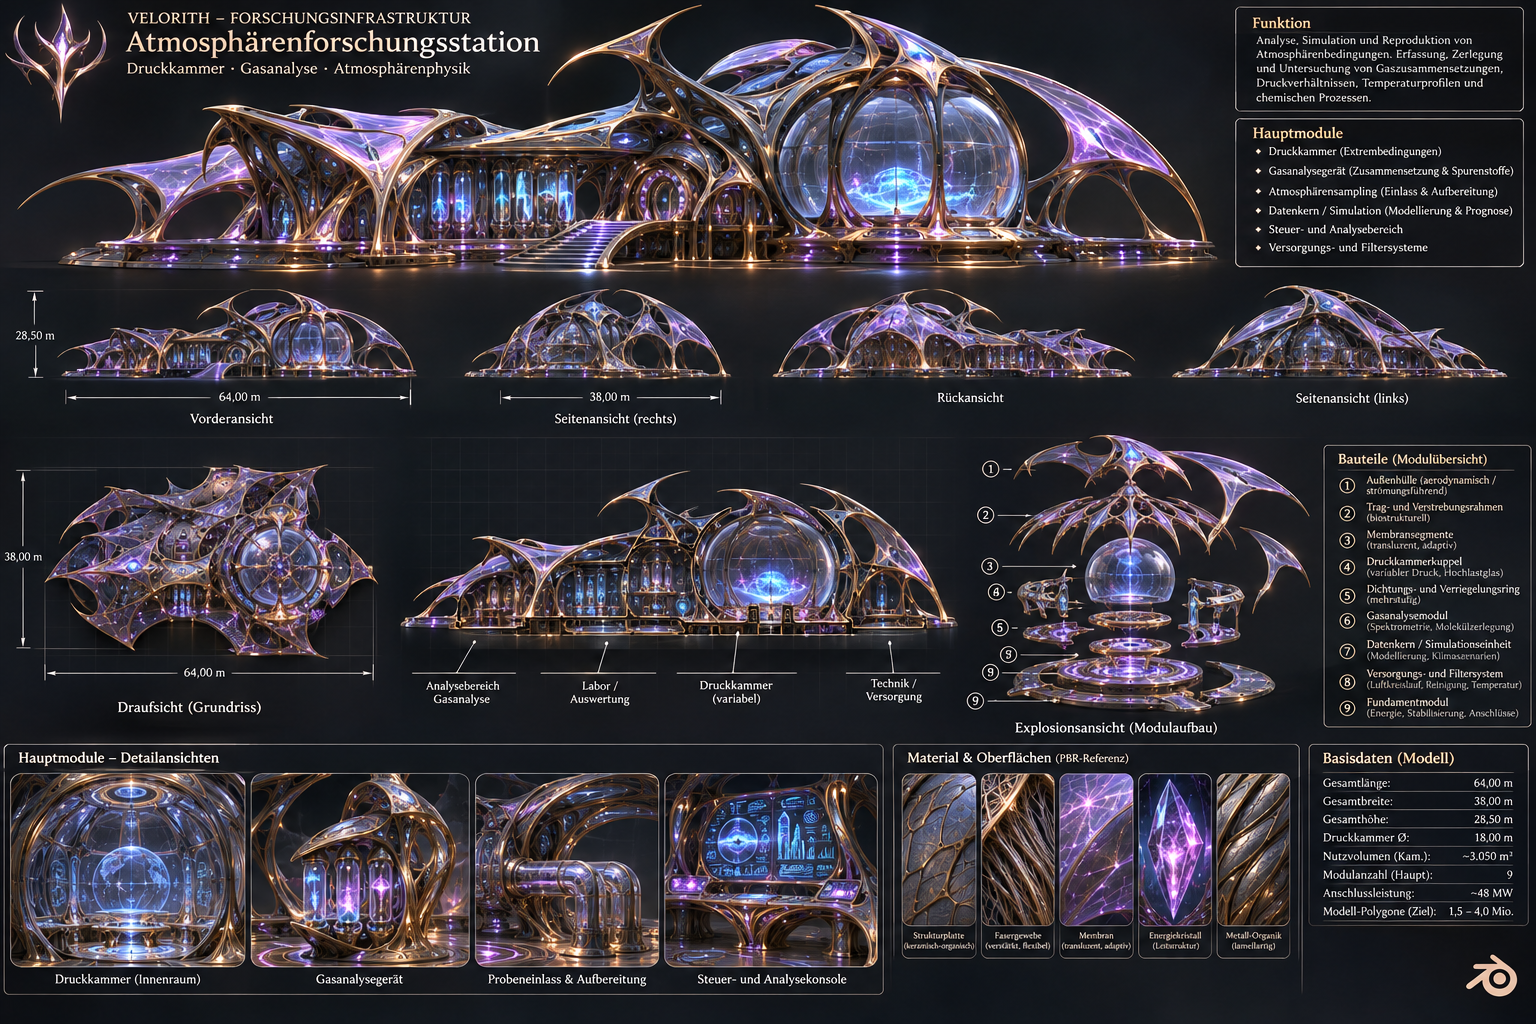 VELORITH – FORSCHUNGSINFRASTRUKTUR
Atmosphärenforschungsstation
Druckkammer · Gasanalyse · Atmosphärenphysik
Funktion
Analyse, Simulation und Reproduktion von
Atmosphärenbedingungen. Erfassung, Zerlegung
und Untersuchung von Gaszusammensetzungen,
Druckverhältnissen, Temperaturprofilen und
chemischen Prozessen.
Hauptmodule
Druckkammer (Extrembedingungen)
Gasanalysegerät (Zusammensetzung & Spurenstoffe)
Atmosphärensampling (Einlass & Aufbereitung)
Datenkern / Simulation (Modellierung & Prognose)
Steuer- und Analysebereich
Versorgungs- und Filtersysteme
28,50 m
64,00 m
Vorderansicht
38,00 m
Seitenansicht (rechts)
Rückansicht
Seitenansicht (links)
38,00 m
64,00 m
Draufsicht (Grundriss)
Analysebereich
Gasanalyse
Labor /
Auswertung
Druckkammer
(variabel)
Technik /
Versorgung
1
2
3
4
5
9
9
9
Explosionsansicht (Modulaufbau)
Bauteile (Modulübersicht)
1 Außenhülle (aerodynamisch /
strömungsführend)
2 Trag- und Verstrebungsrahmen
(biostrukturell)
3 Membransegmente
(transluzent, adaptiv)
4 Druckkammerkuppel
(variabler Druck, Hochlastglas)
5 Dichtungs- und Verriegelungsring
(mehrstufig)
6 Gasanalysemodul
(Spektrometrie, Molekülzerlegung)
7 Datenkern / Simulationseinheit
(Modellierung, Klimaszenarien)
8 Versorgungs- und Filtersystem
(Luftkreislauf, Reinigung, Temperatur)
9 Fundamentmodul
(Energie, Stabilisierung, Anschlüsse)
Hauptmodule – Detailansichten
Druckkammer (Innenraum)
Gasanalysegerät
Probeneinlass & Aufbereitung
Steuer- und Analysekonsole
Material & Oberflächen (PBR-Referenz)
Strukturplatte
(keramisch-organisch)
Fasergewebe
(verstärkt, flexibel)
Membran
(transluzent, adaptiv)
Energiekristall
(Leitstruktur)
Metall-Organik
(lamellartig)
Basisdaten (Modell)
Gesamtlänge: 64,00 m
Gesamtbreite: 38,00 m
Gesamthöhe: 28,50 m
Druckkammer Ø: 18,00 m
Nutzvolumen (Kam.): ~3.050 m³
Modulanzahl (Haupt): 9
Anschlussleistung: ~48 MW
Modell-Polygone (Ziel): 1,5 – 4,0 Mio.